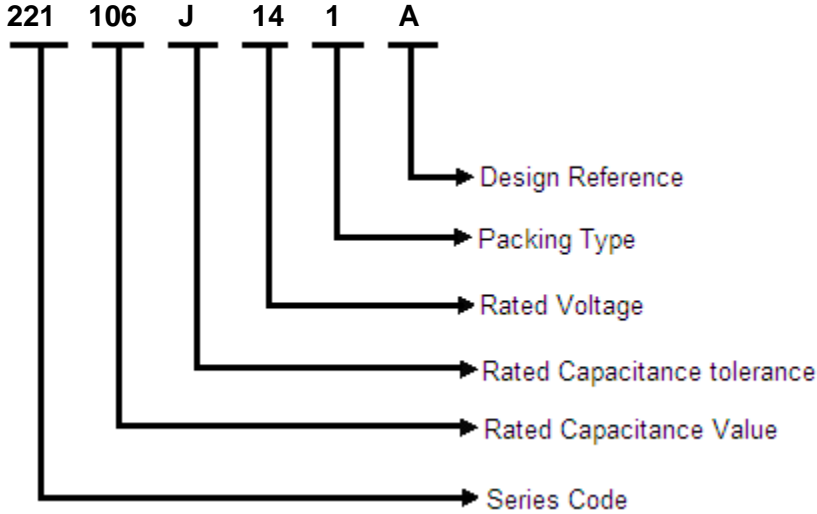 221 106 J 14 1 A
Design Reference
Packing Type
Rated Voltage
Rated Capacitance tolerance
Rated Capacitance Value
Series Code